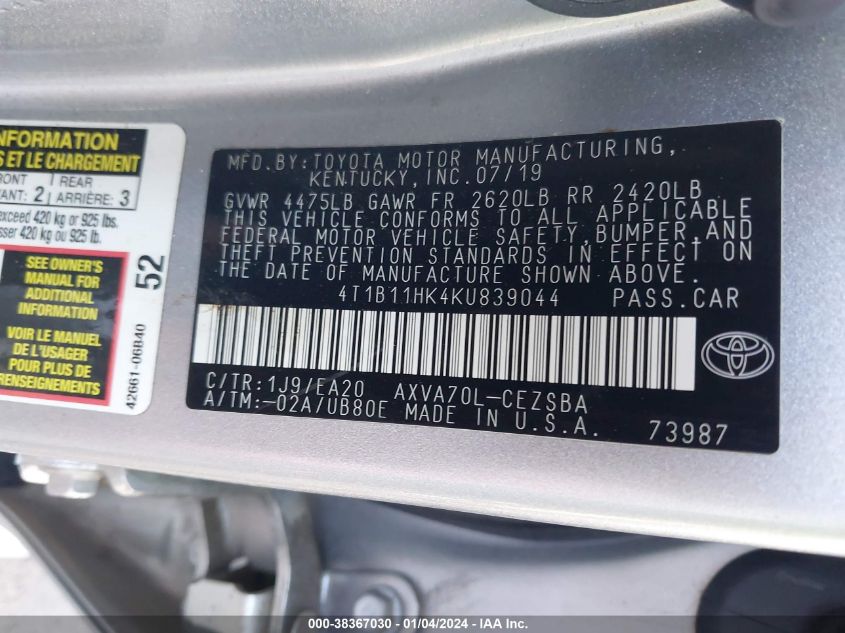 INFORMATION
S ET LE CHARGEMENT
FRONT
REAR
VANT: 2
ARRIÈRE: 3
exceed 420 kg or 925 lbs.
sser 420 kg ou 925 lb.
SEE OWNER'S
MANUAL FOR
ADDITIONAL
INFORMATION
VOIR LE MANUEL
DE L'USAGER
POUR PLUS DE
RENSEIGNEMENTS
52
42661-06B40
MFD.BY:TOYOTA MOTOR MANUFACTURING,
KENTUCKY,INC.07/19
GVWR 4475LB GAWR FR 2620LB RR 2420LB
THIS VEHICLE CONFORMS TO ALL APPLICABLE
FEDERAL MOTOR VEHICLE SAFETY,BUMPER,AND
THEFT PREVENTION STANDARDS IN EFFECT ON
THE DATE OF MANUFACTURE SHOWN ABOVE.
4T1B11HK4KU839044 PASS.CAR
C/TR:1J9/EA20 AXVA70L-CEZSBA
A/TM:-02A/UB80E MADE IN U.S.A. 73987
000-38367030 - 01/04/2024 - IAA Inc.